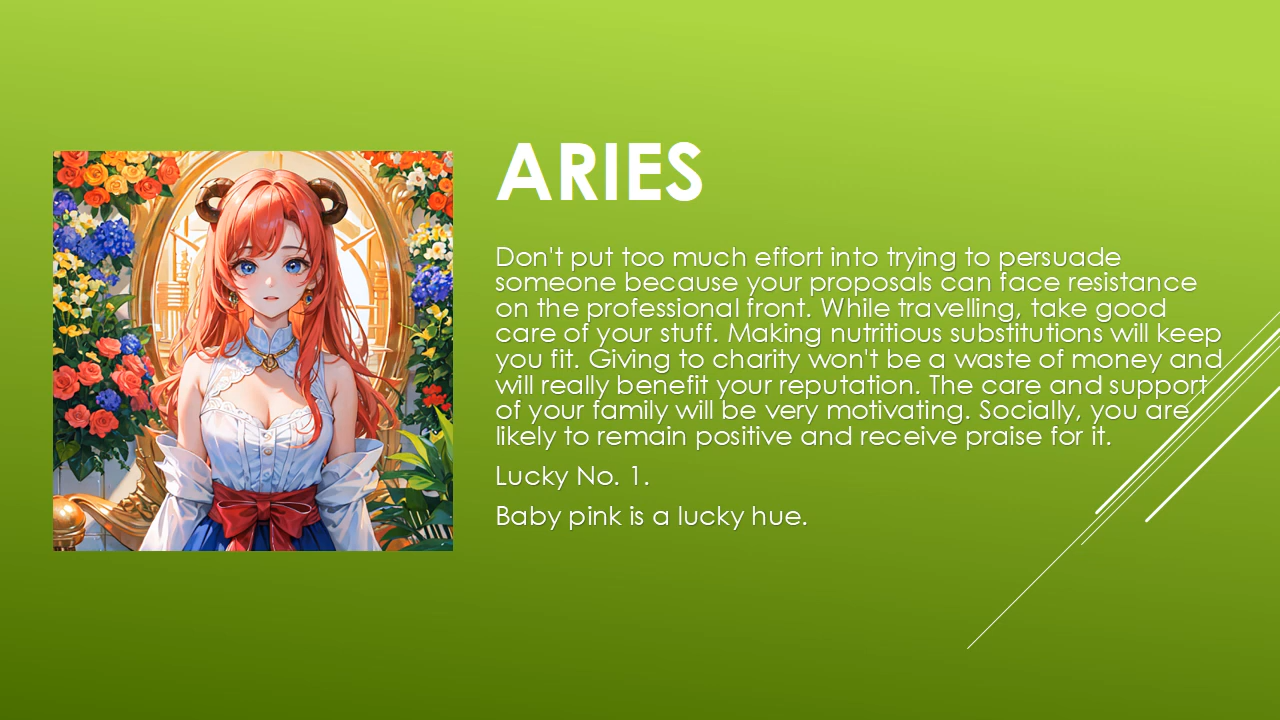 ARIES
Don't put too much effort into trying to persuade
someone because your proposals can face resistance
on the professional front. While travelling, take good
care of your stuff. Making nutritious substitutions will keep
you fit. Giving to charity won't be a waste of money and
will really benefit your reputation. The care and support
of your family will be very motivating. Socially, you are
likely to remain positive and receive praise for it.
Lucky No. 1.
Baby pink is a lucky hue.